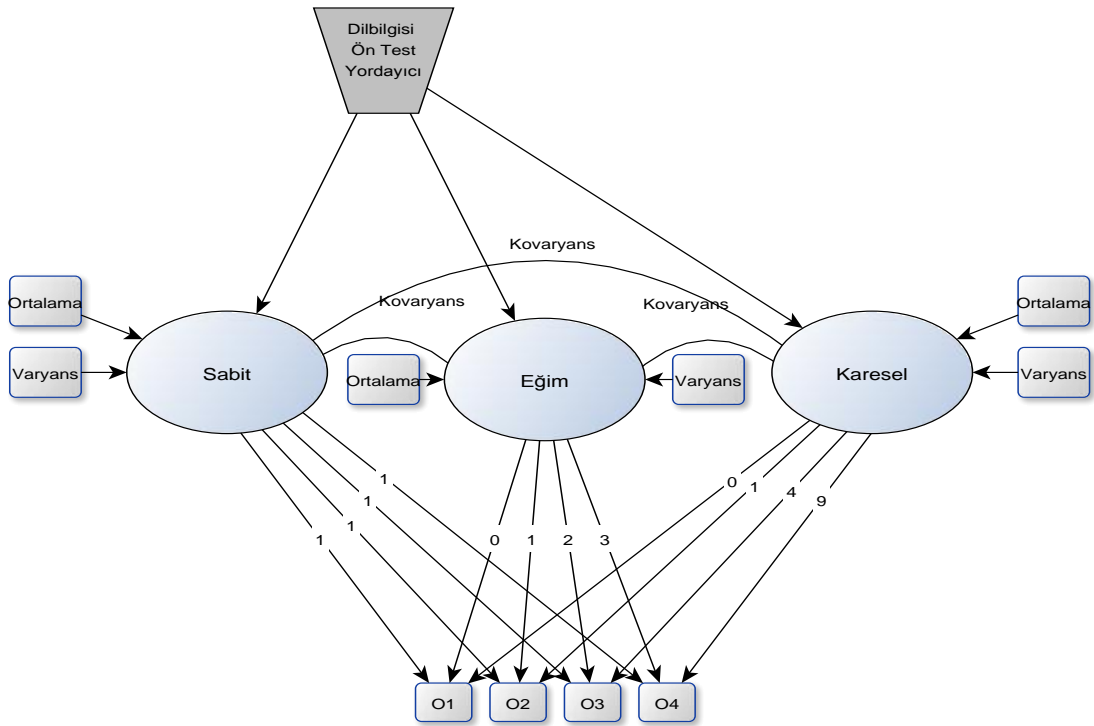 Dilbilgisi
Ön Test
Yordayıcı
Kovaryans
Kovaryans
Kovaryans
Ortalama
Varyans
Sabit
Ortalama
Eğim
Varyans
Karesel
Ortalama
Varyans
1
1
1
1
0
1
2
3
0
1
4
9
O1
O2
O3
O4